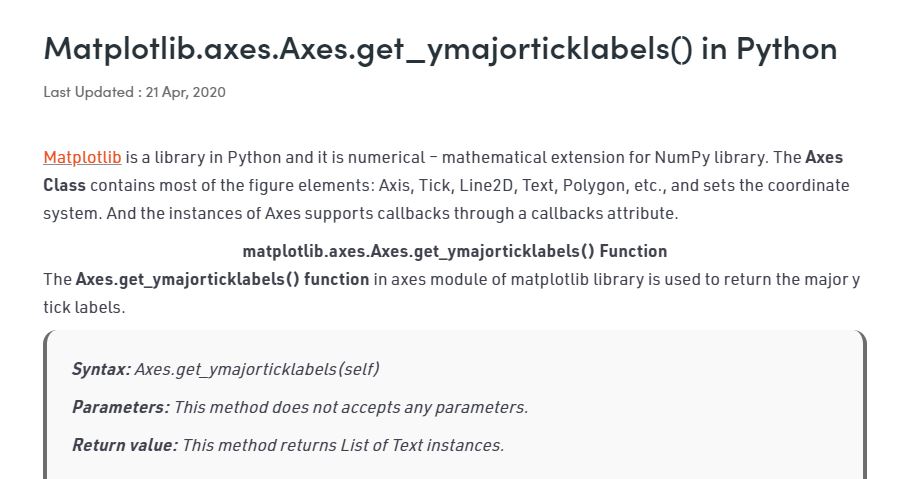 Matplotlib.axes.Axes.get_ymajorticklabels() in Python
Last Updated : 21 Apr, 2020
Matplotlib is a library in Python and it is numerical – mathematical extension for NumPy library. The Axes
Class contains most of the figure elements: Axis, Tick, Line2D, Text, Polygon, etc., and sets the coordinate
system. And the instances of Axes supports callbacks through a callbacks attribute.
matplotlib.axes.Axes.get_ymajorticklabels() Function
The Axes.get_ymajorticklabels() function in axes module of matplotlib library is used to return the major y
tick labels.
Syntax: Axes.get_ymajorticklabels(self)
Parameters: This method does not accepts any parameters.
Return value: This method returns List of Text instances.